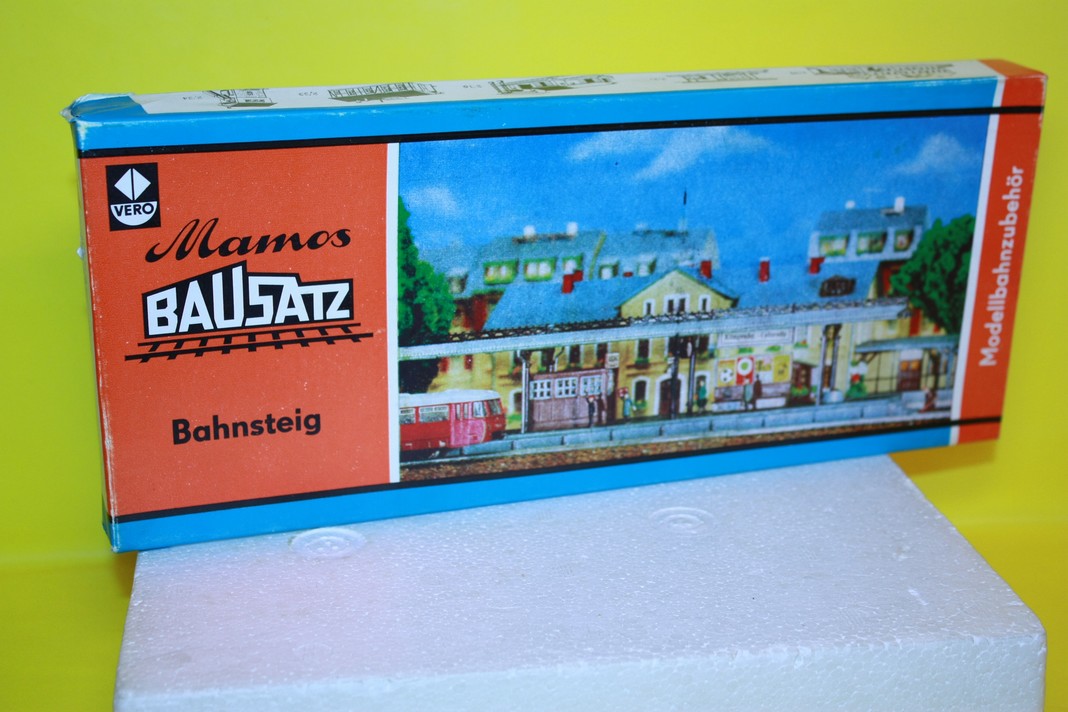 VERO
Mamos
BAUSATZ
Bahnsteig
Modellbahnzubehör